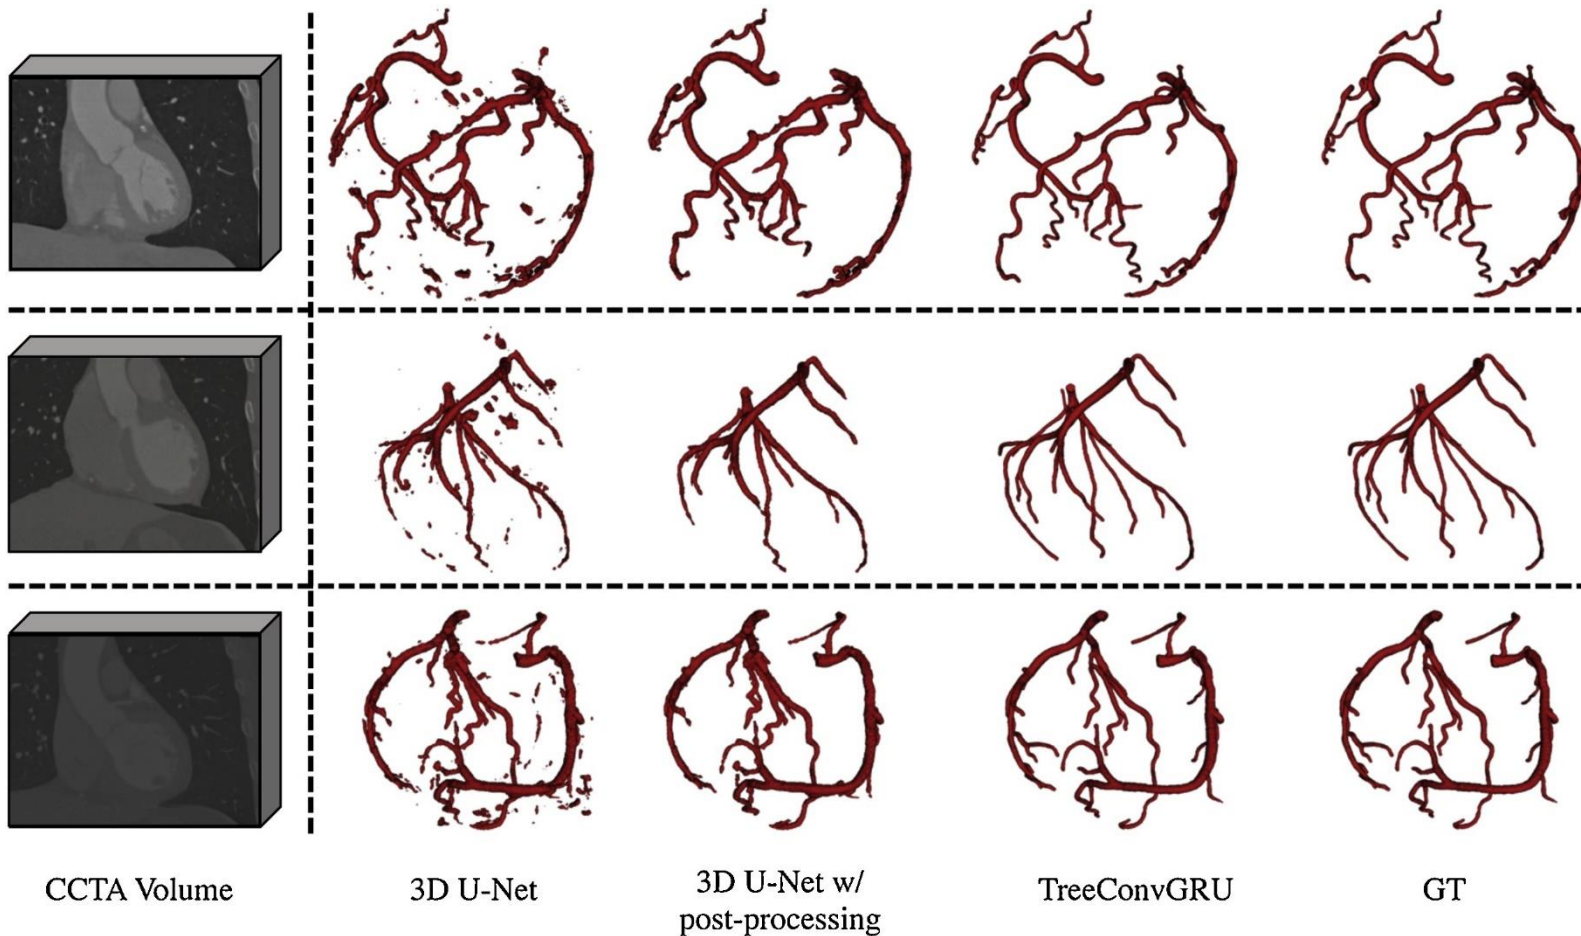 CCTA Volume
3D U-Net
3D U-Net w/
post-processing
TreeConvGRU
GT